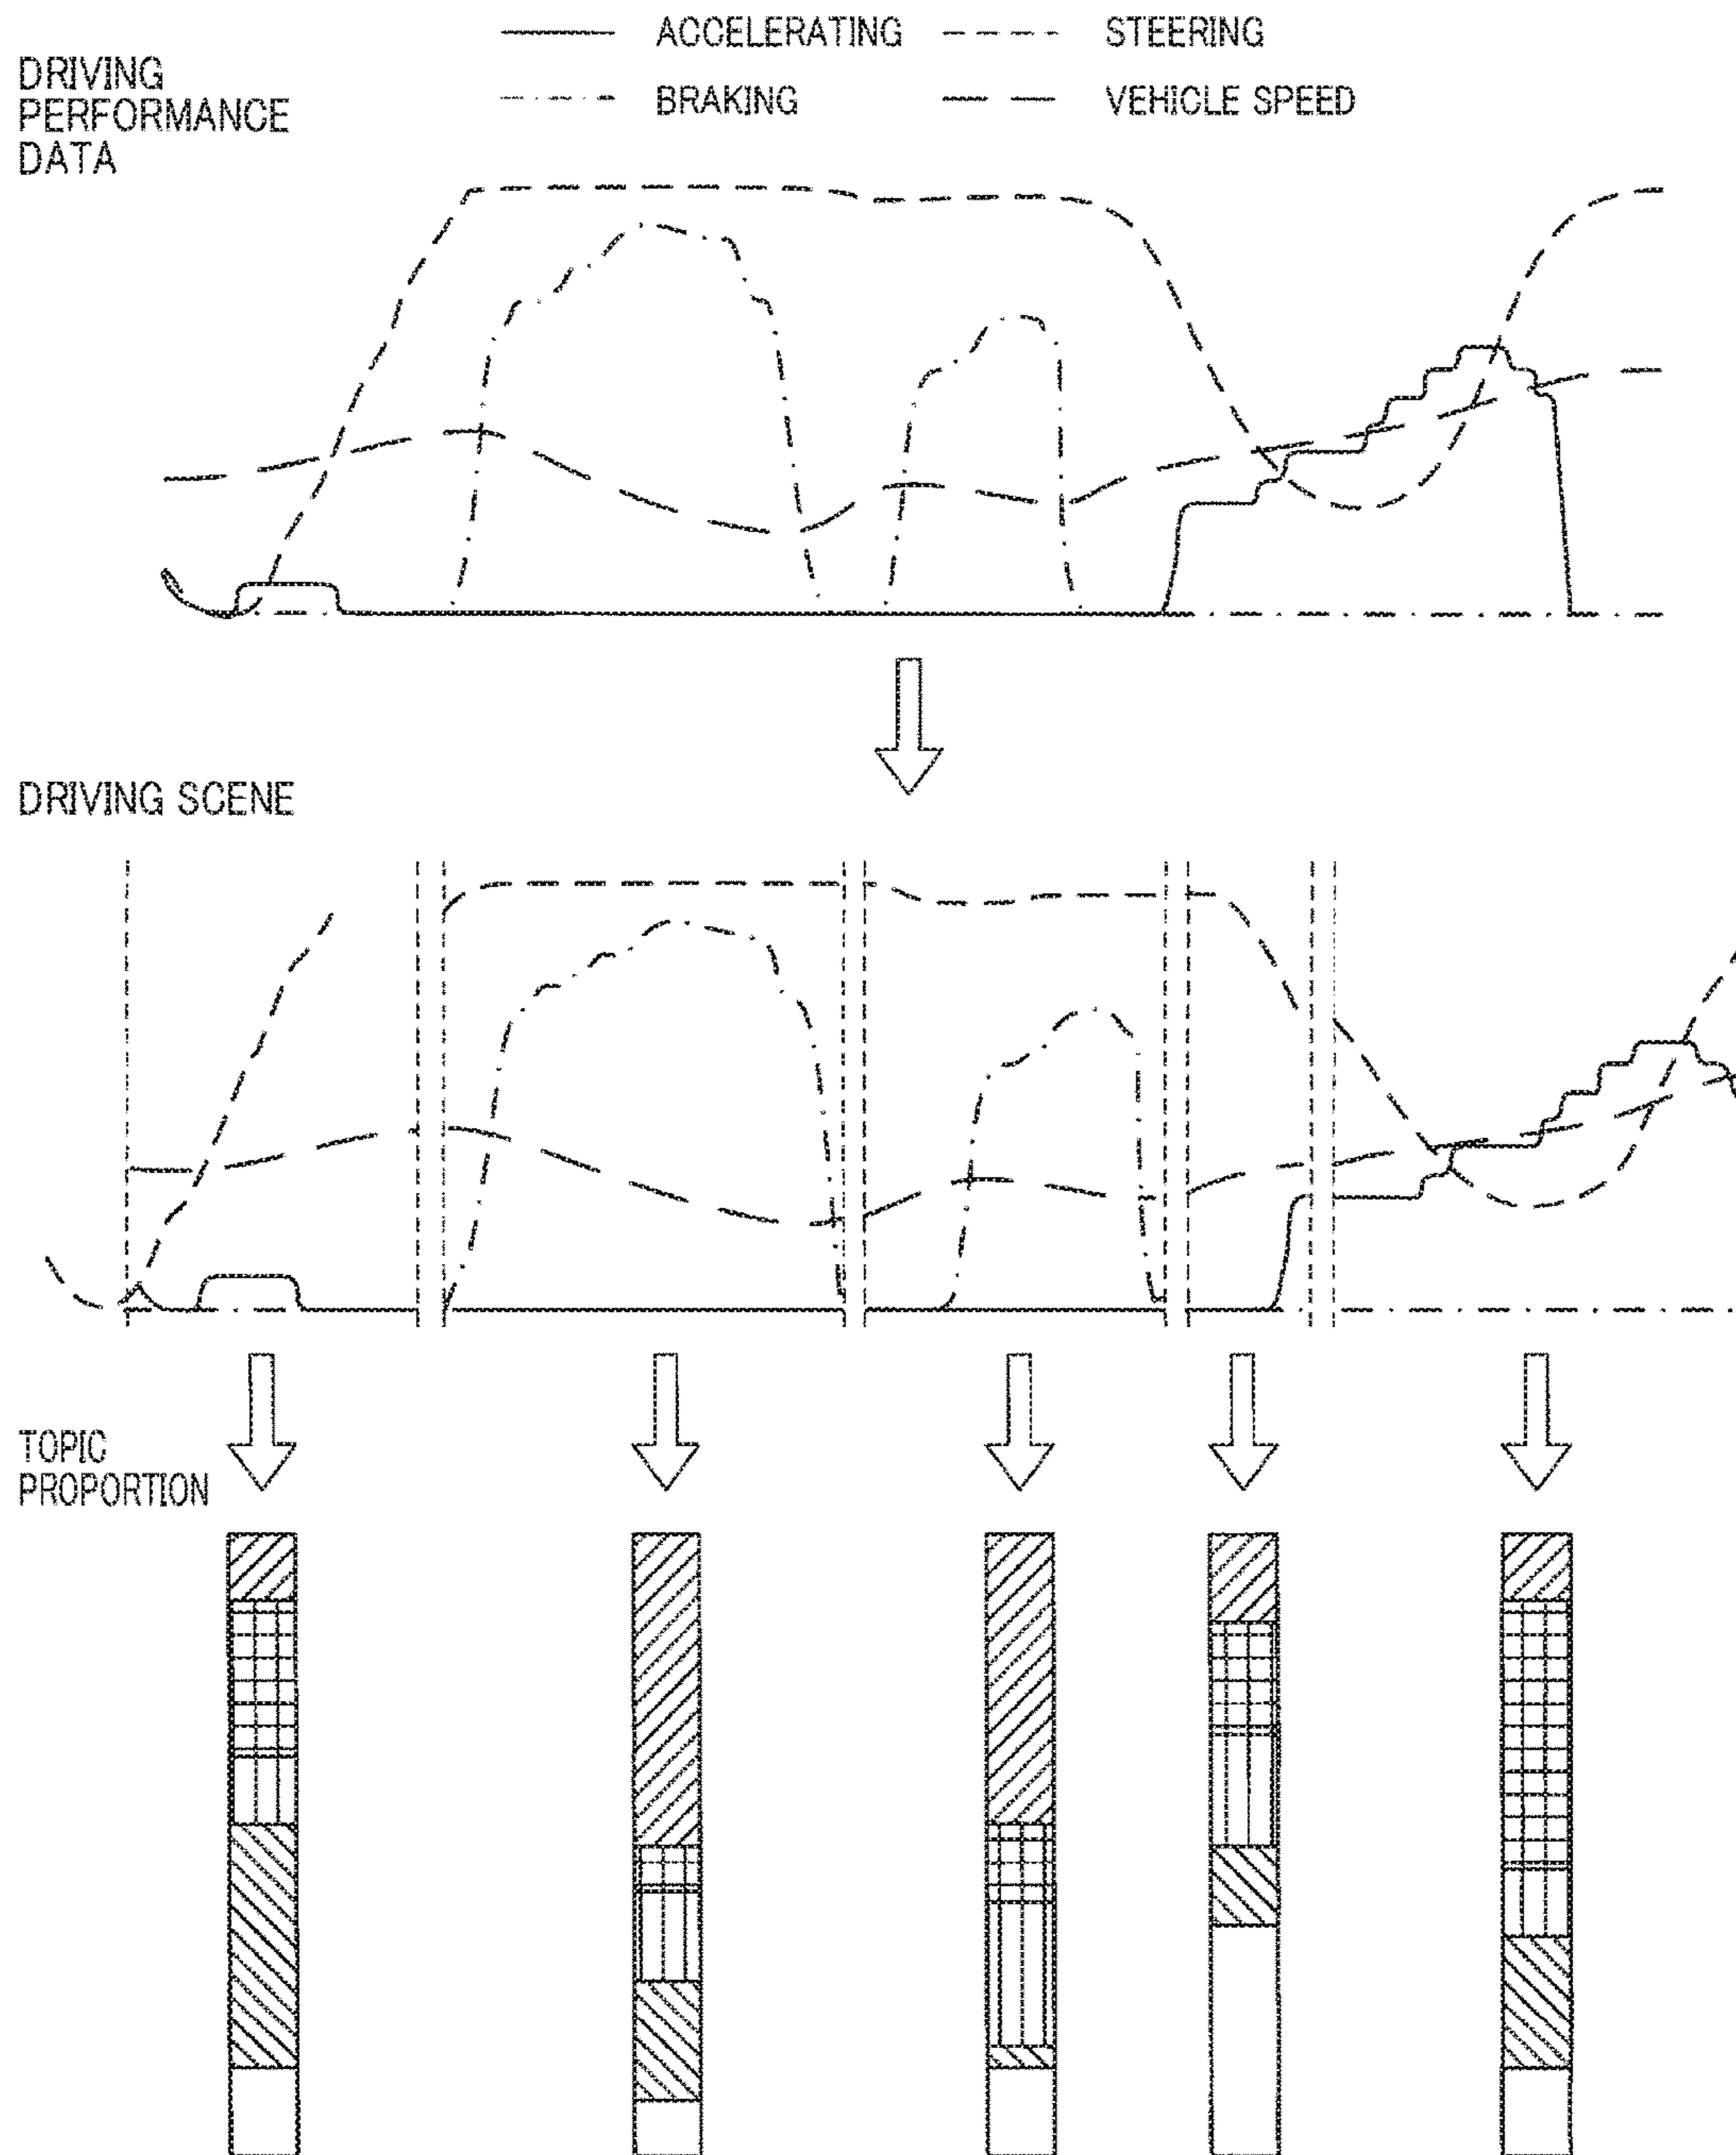 ACCELERATING
STEERING
BRAKING
VEHICLE SPEED
DRIVING
PERFORMANCE
DATA
DRIVING SCENE
TOPIC
PROPORTION